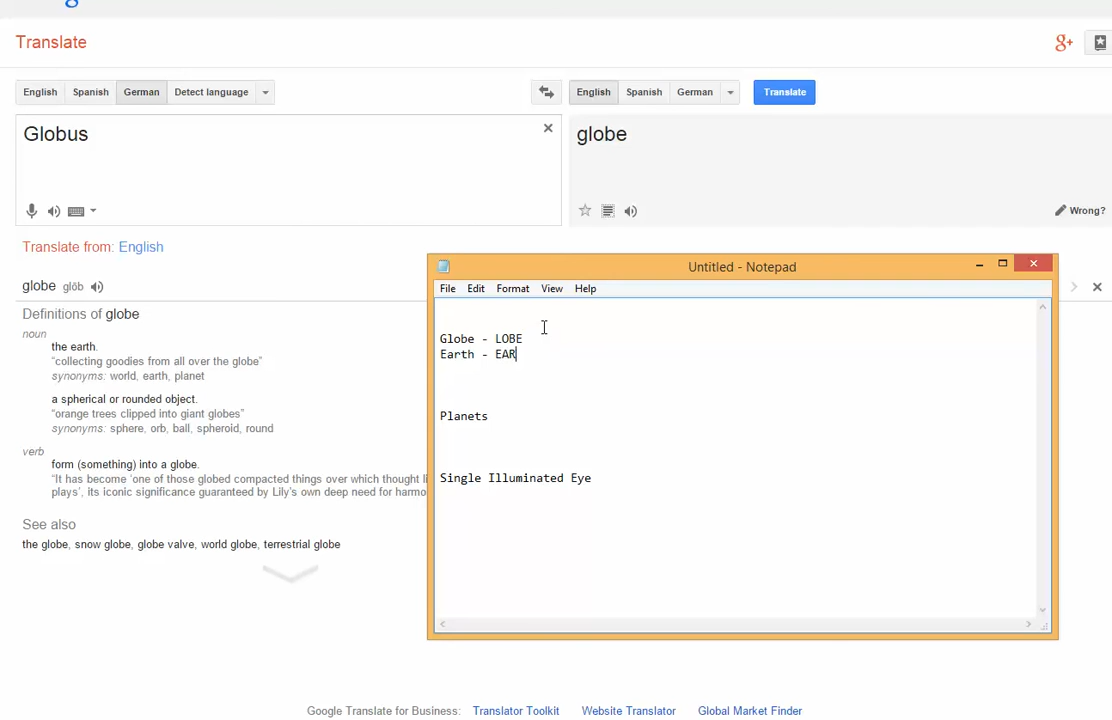 Translate
g+
English Spanish German Detect language
English Spanish German Translate
Globus
globe
Wrong?
Translate from: English
globe glōb
Definitions of globe
noun
the earth.
"collecting goodies from all over the globe"
synonyms: world, earth, planet
a spherical or rounded object.
"orange trees clipped into giant globes"
synonyms: sphere, orb, ball, spheroid, round
verb
form (something) into a globe.
"It has become 'one of those globed compacted things over which thought
plays', its iconic significance guaranteed by Lily's own deep need for
See also
the globe, snow globe, globe valve, world globe, terrestrial globe
Untitled - Notepad
File Edit Format View Help
Globe - LOBE
Earth - EAR
Planets
Single Illuminated Eye
Google Translate for Business: Translator Toolkit Website Translator Global Market Finder